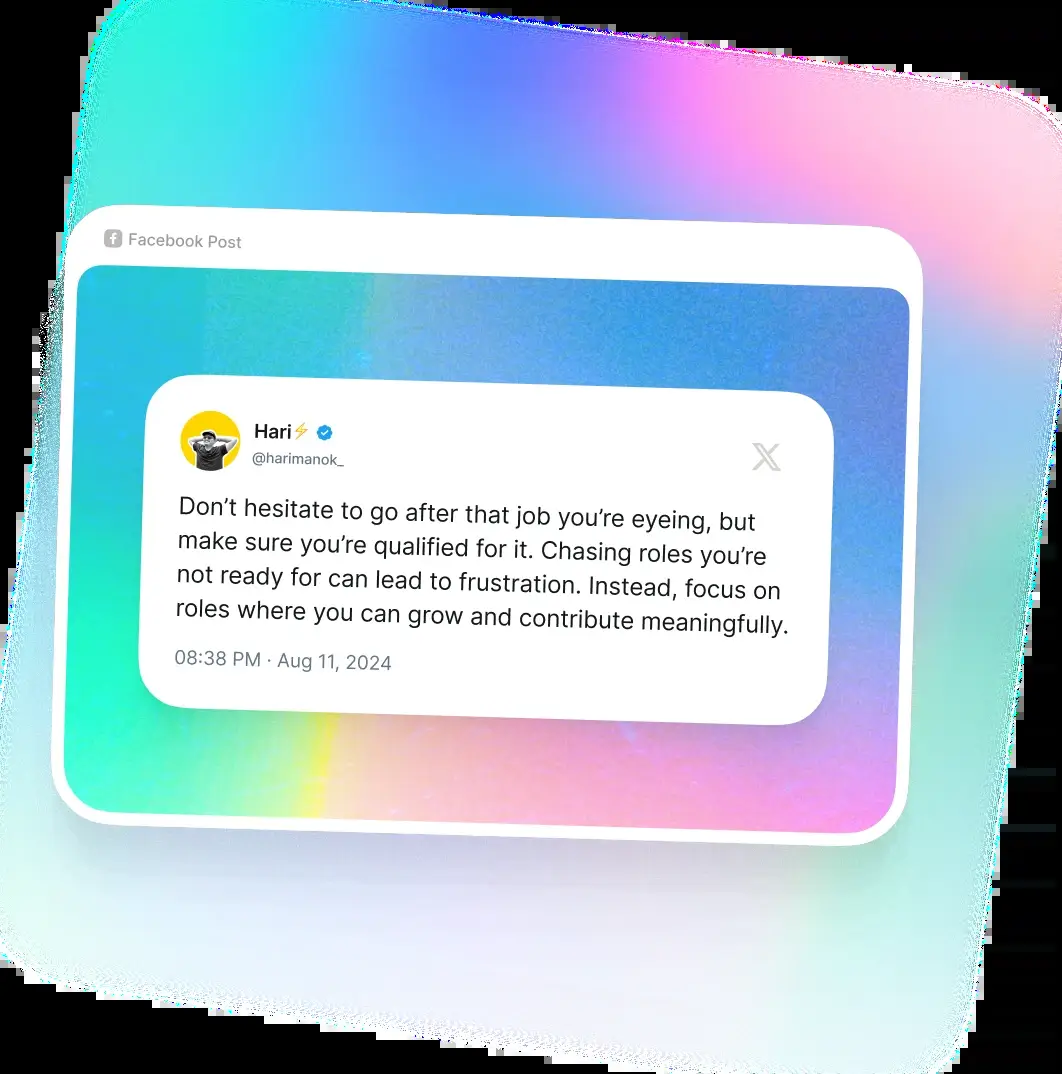 Facebook Post
Hari⚡
@harimanok_
Don’t hesitate to go after that job you’re eyeing, but
make sure you’re qualified for it. Chasing roles you’re
not ready for can lead to frustration. Instead, focus on
roles where you can grow and contribute meaningfully.
08:38 PM · Aug 11, 2024